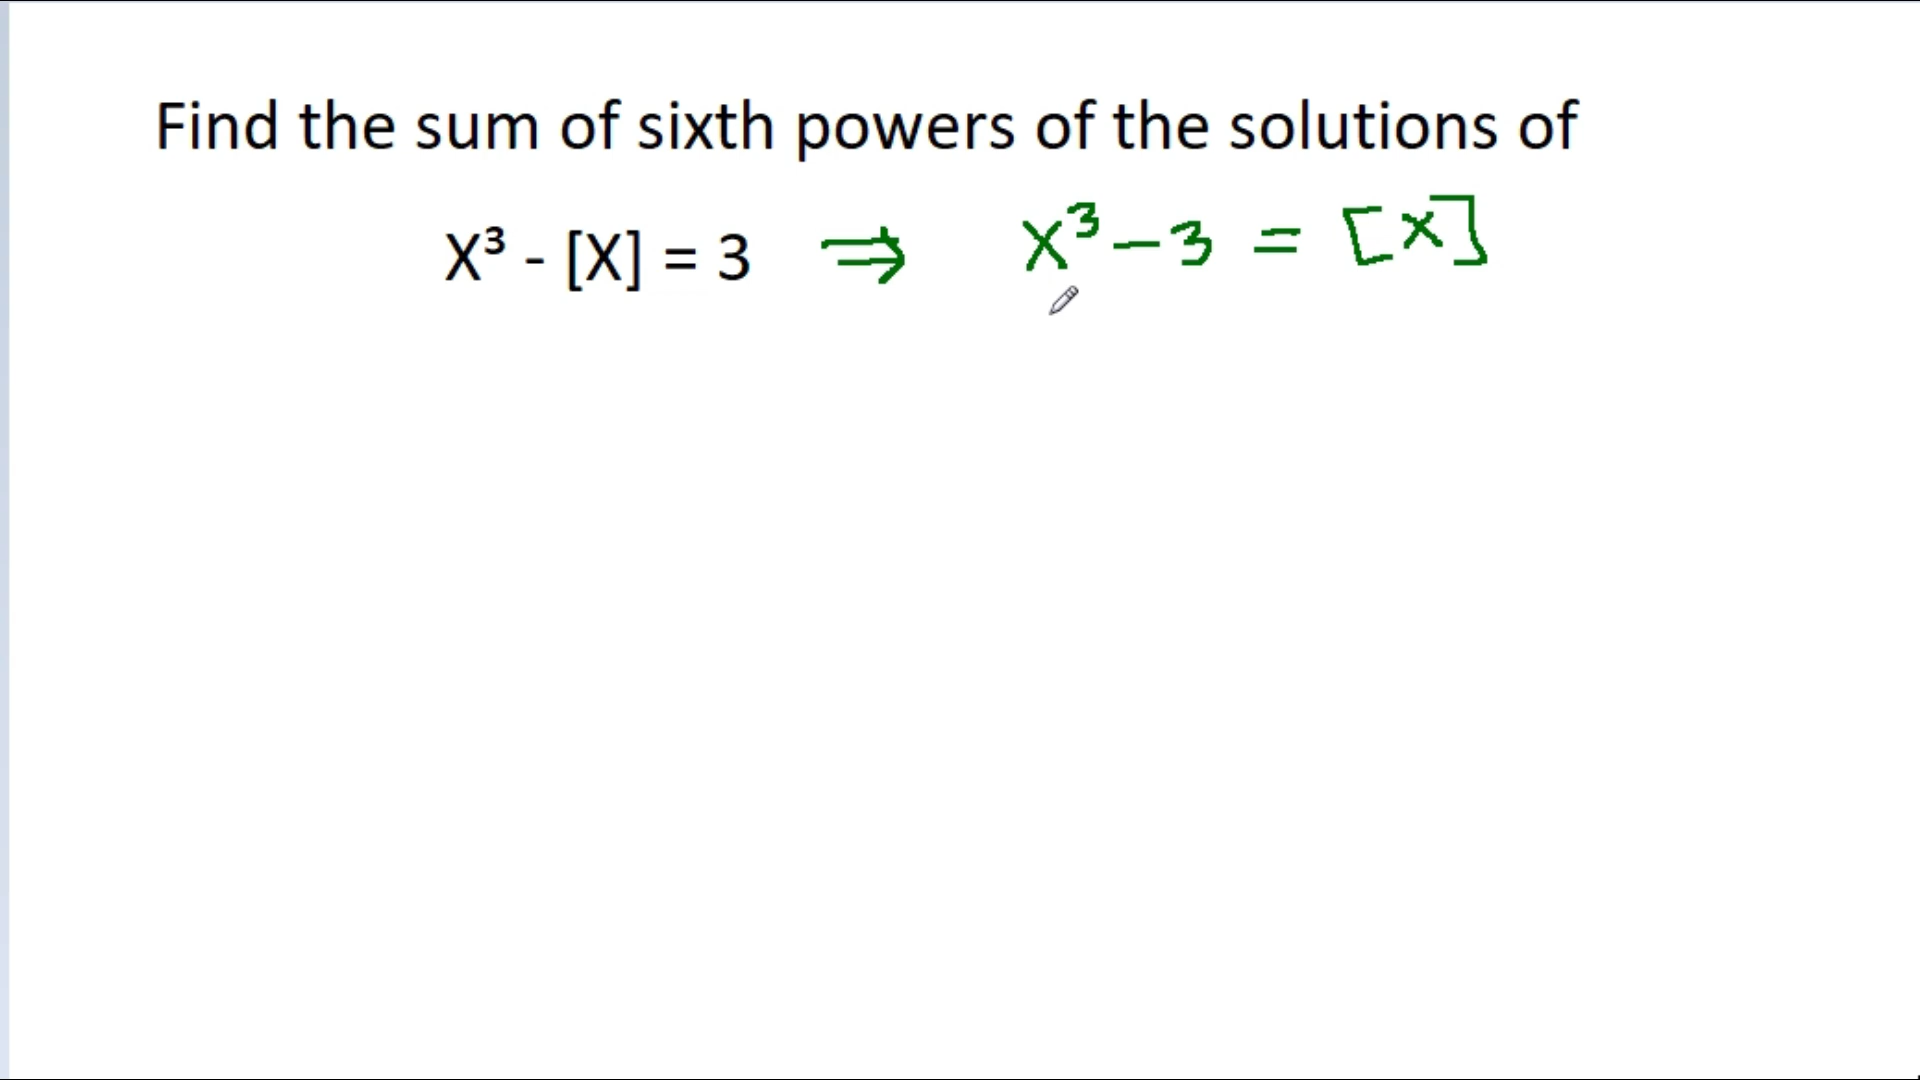 Find the sum of sixth powers of the solutions of
X³ - [X] = 3 ⇒ x³ - 3 = [x]